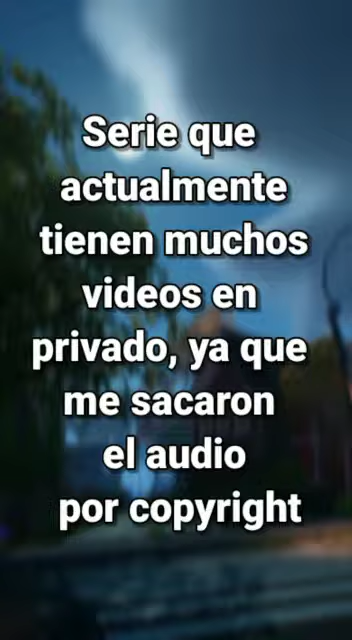 Serie que
actualmente
tienen muchos
videos en
privado, ya que
me sacaron
el audio
por copyright